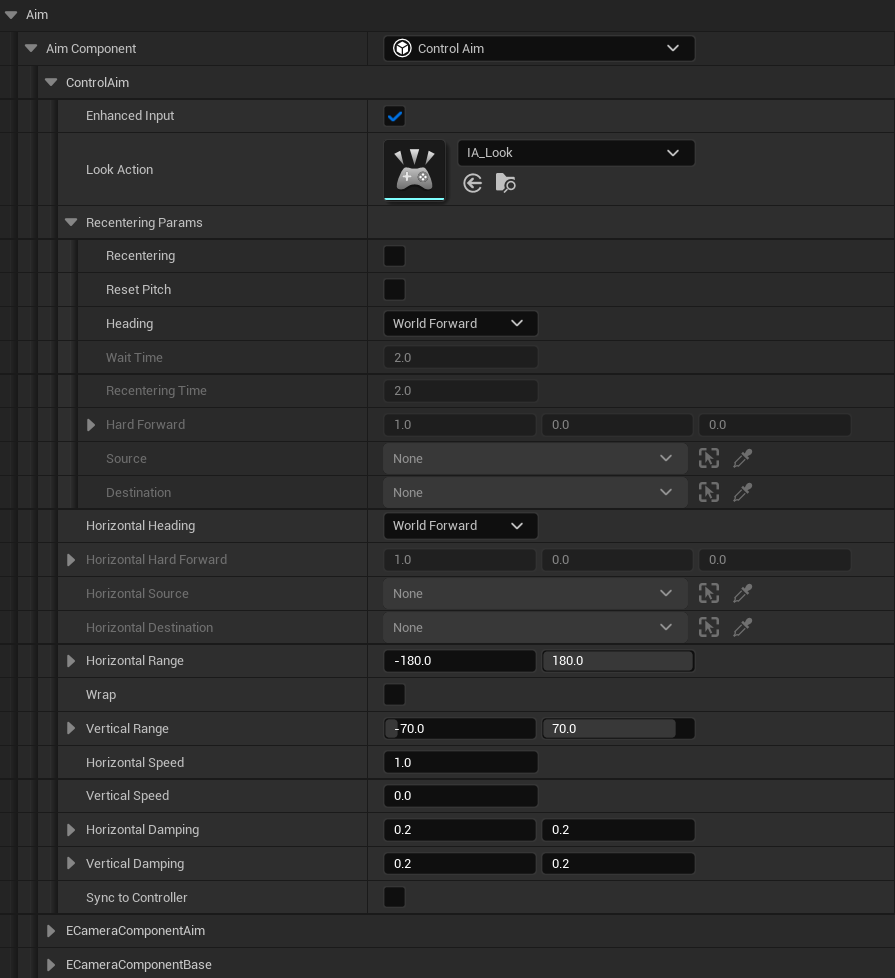 Aim
Aim Component Control Aim
ControlAim
Enhanced Input
Look Action IA_Look
Recentering Params
Recentering
Reset Pitch
Heading World Forward
Wait Time 2.0
Recentering Time 2.0
Hard Forward 1.0 0.0 0.0
Source None
Destination None
Horizontal Heading World Forward
Horizontal Hard Forward 1.0 0.0 0.0
Horizontal Source None
Horizontal Destination None
Horizontal Range -180.0 180.0
Wrap
Vertical Range -70.0 70.0
Horizontal Speed 1.0
Vertical Speed 0.0
Horizontal Damping 0.2 0.2
Vertical Damping 0.2 0.2
Sync to Controller
ECameraComponentAim
ECameraComponentBase